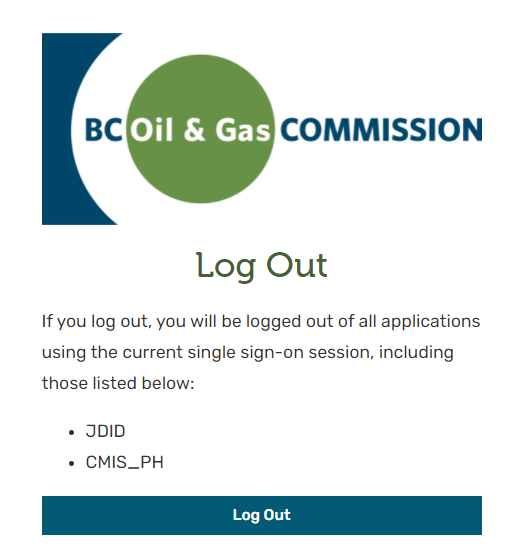 BC Oil & Gas COMMISSION
Log Out
If you log out, you will be logged out of all applications
using the current single sign-on session, including
those listed below:
• JDID
• CMIS_PH
Log Out